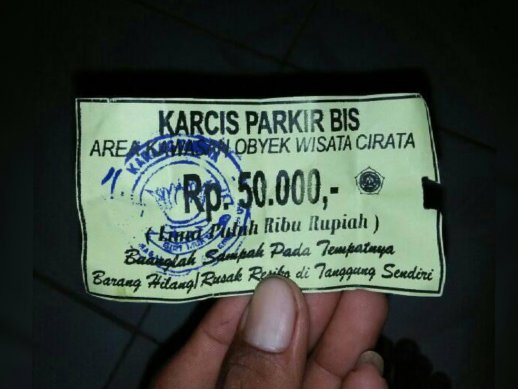 KARCIS PARKIR BIS
AREA KAWASAN OBYEK WISATA CIRATA
Rp. 50.000,-
( Lima Puluh Ribu Rupiah )
Buanglah Sampah Pada Tempatnya
Barang Hilang/Rusak Resiko di Tanggung Sendiri